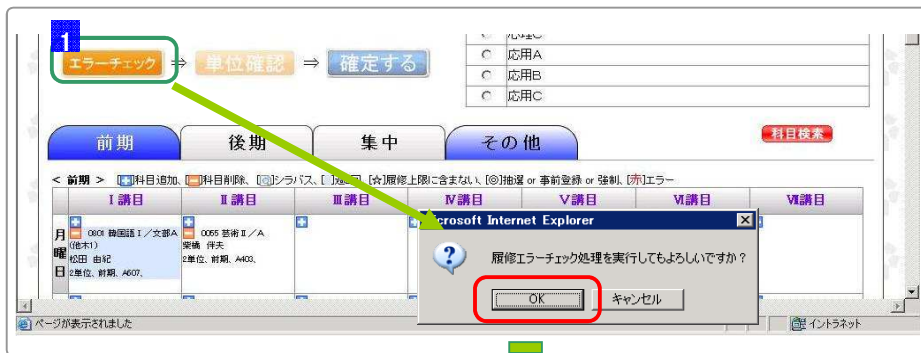 1
応用A
エラーチェック ⇒ 単位確認 ⇒ 確定する
応用B
応用C
前期 後期 集中 その他 科目検索
< 前期 > [ ]科目追加、[ ]科目削除、[ ]シラバス、[ ] [☆]履修上限に含まない、[◎]抽選 or 事前登録 or 強制、[赤]エラー
Ⅰ講目 Ⅱ講目 Ⅲ講目 Ⅳ講目 Ⅴ講目 Ⅵ講目 Ⅶ講目
月曜日
0801 韓国語Ⅰ/文部A
(他木1)
松田 由紀
2単位、前期、A607、
0055 芸術Ⅱ/A
柴橋 伴夫
2単位、前期、A403、
Microsoft Internet Explorer
履修エラーチェック処理を実行してもよろしいですか?
OK キャンセル
ページが表示されました イントラネット